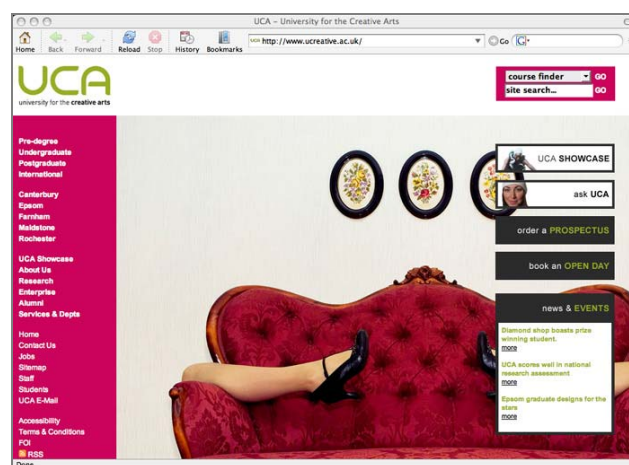 UCA – University for the Creative Arts
Home Back Forward Reload Stop History Bookmarks
UCA http://www.ucreative.ac.uk/
Go
G
UCA
university for the creative arts
course finder GO
site search... GO
Pre-degree
Undergraduate
Postgraduate
International
Canterbury
Epsom
Farnham
Maidstone
Rochester
UCA Showcase
About Us
Research
Enterprise
Alumni
Services & Depts
Home
Contact Us
Jobs
Sitemap
Staff
Students
UCA E-Mail
Accessibility
Terms & Conditions
FOI
RSS
UCA SHOWCASE
ask UCA
order a PROSPECTUS
book an OPEN DAY
news & EVENTS
Diamond shop boasts prize
winning student.
more
UCA scores well in national
research assessment
more
Epsom graduate designs for the
stars
more
Done